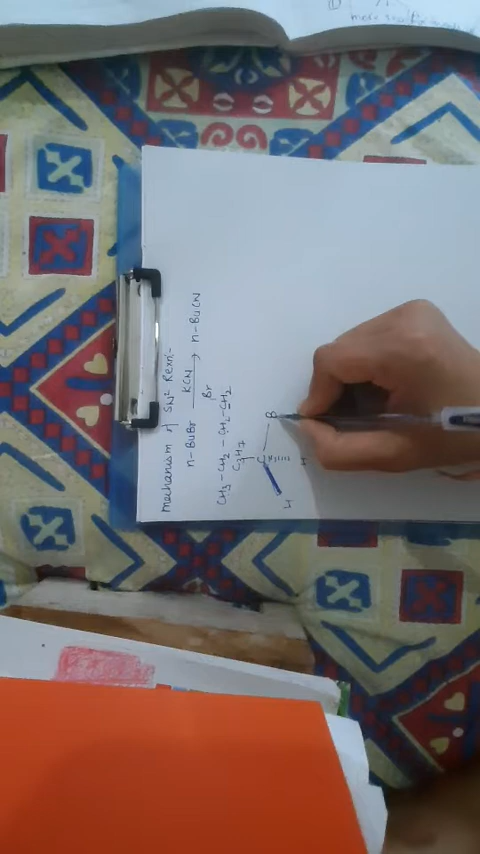 Mechanism of SN² Rexn:-
n-BuBr KCN → n-BuCN
Br
CH3-CH2-CH2-CH2
C3H7
C
B
H
H